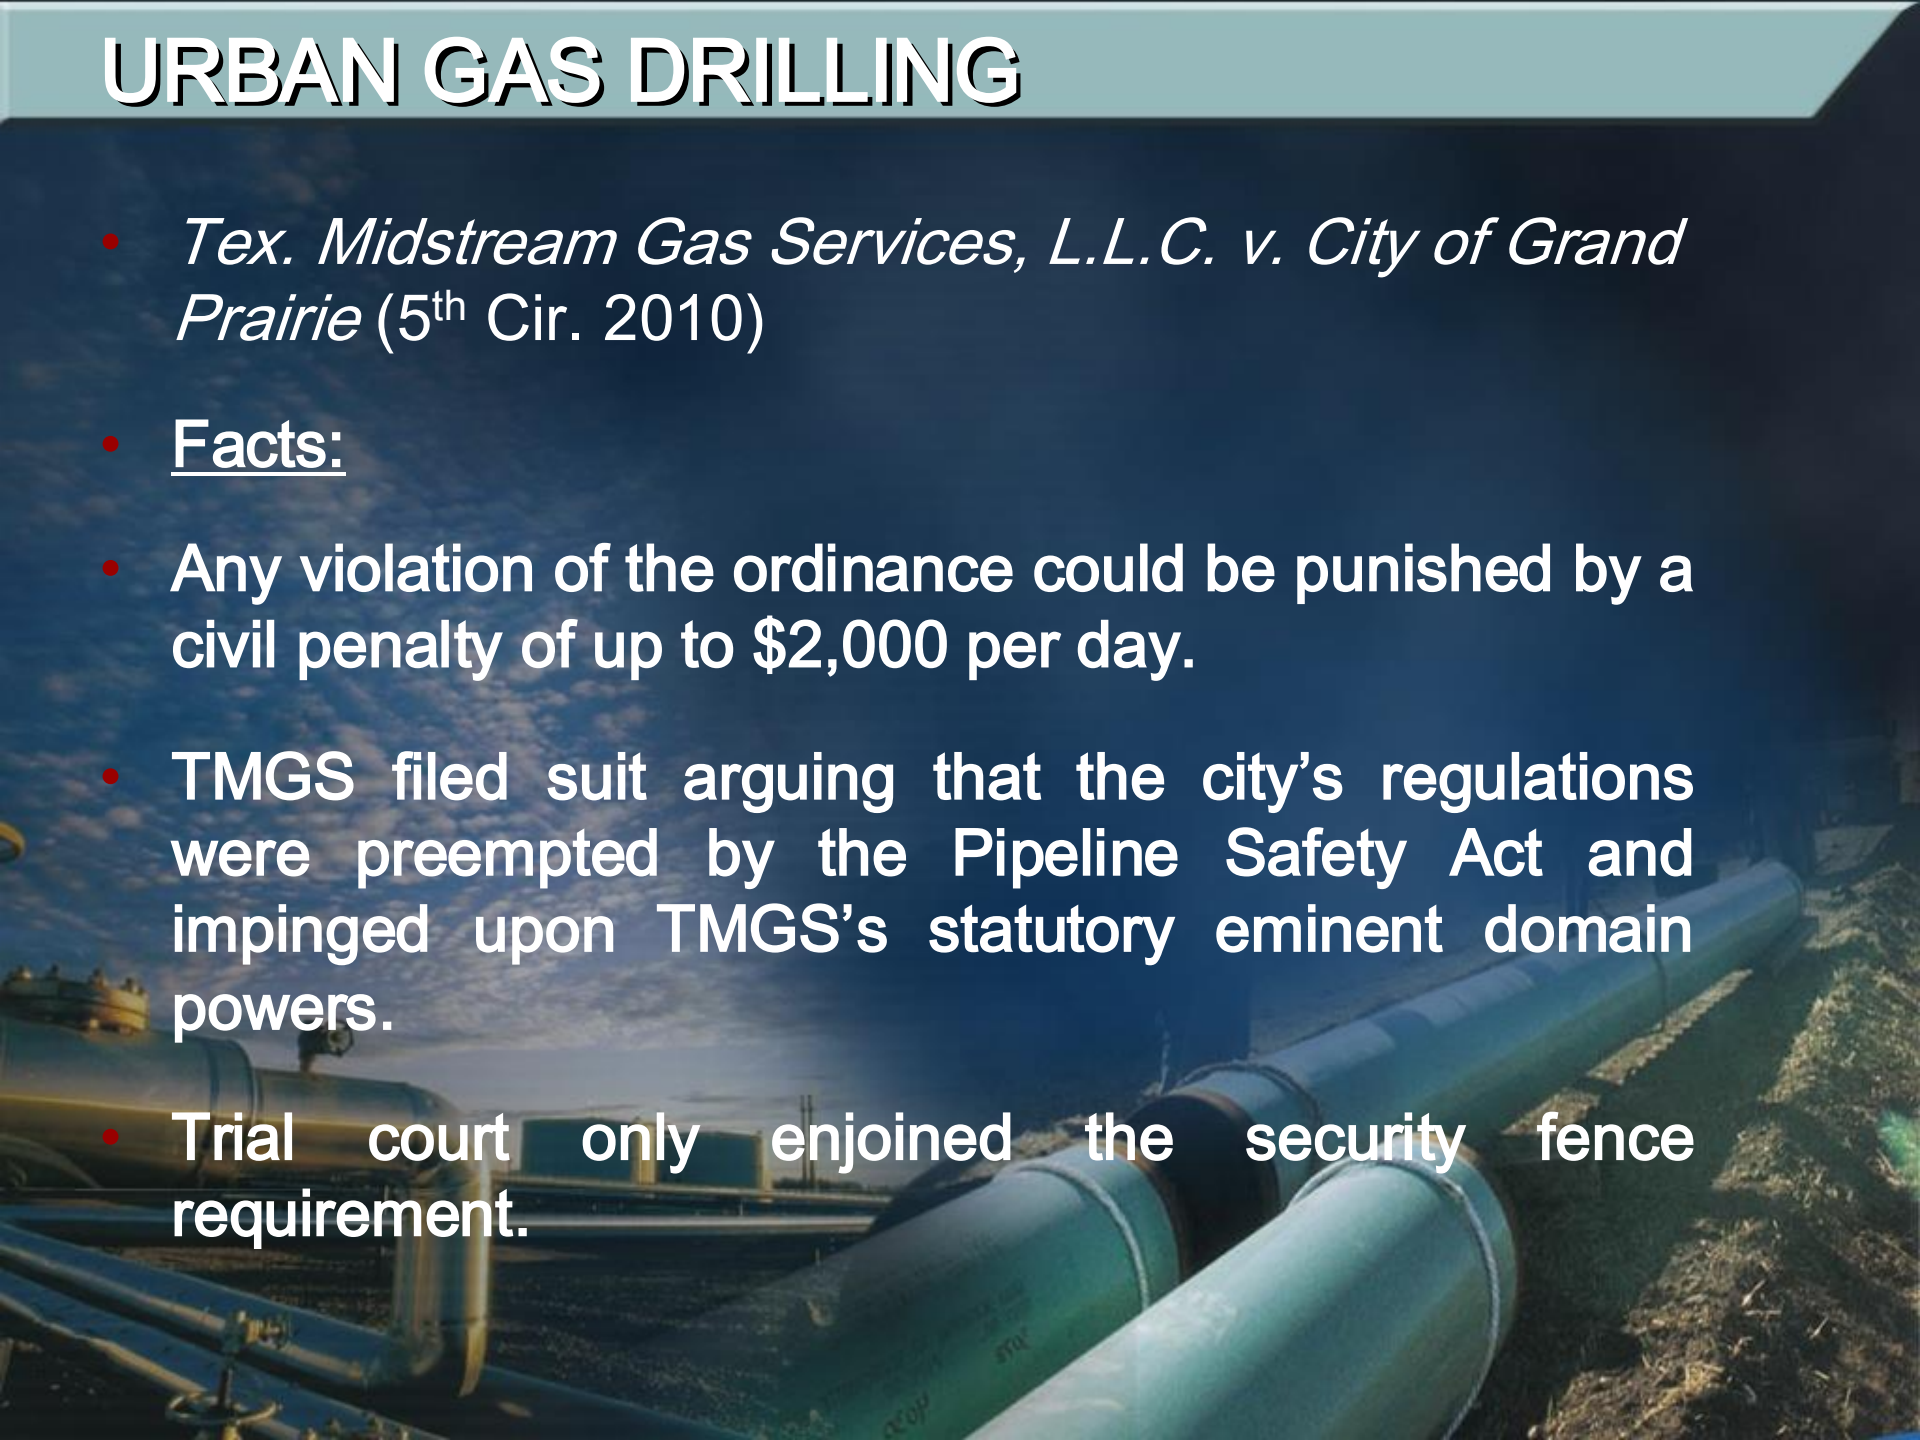 URBAN GAS DRILLING
• Tex. Midstream Gas Services, L.L.C. v. City of Grand
Prairie (5th Cir. 2010)
• Facts:
• Any violation of the ordinance could be punished by a
civil penalty of up to $2,000 per day.
• TMGS filed suit arguing that the city’s regulations
were preempted by the Pipeline Safety Act and
impinged upon TMGS’s statutory eminent domain
powers.
• Trial court only enjoined the security fence
requirement.